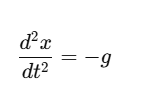 d²x/dt² = −g